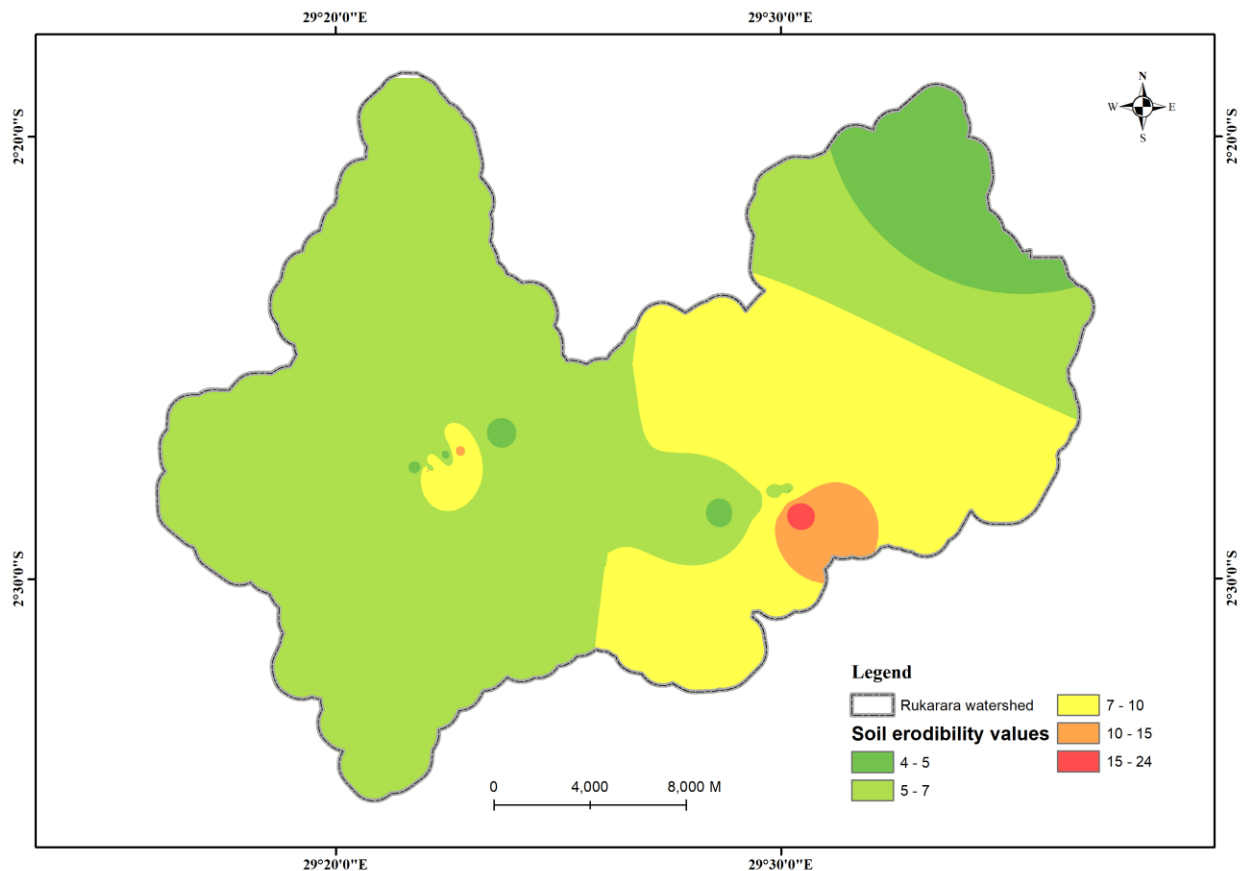 29°20'0"E 29°30'0"E
N
W E
S
2°20'0"S 2°20'0"S
2°30'0"S 2°30'0"S
Legend
Rukarara watershed
Soil erodibility values
4 - 5
5 - 7
7 - 10
10 - 15
15 - 24
0 4,000 8,000 M
29°20'0"E 29°30'0"E